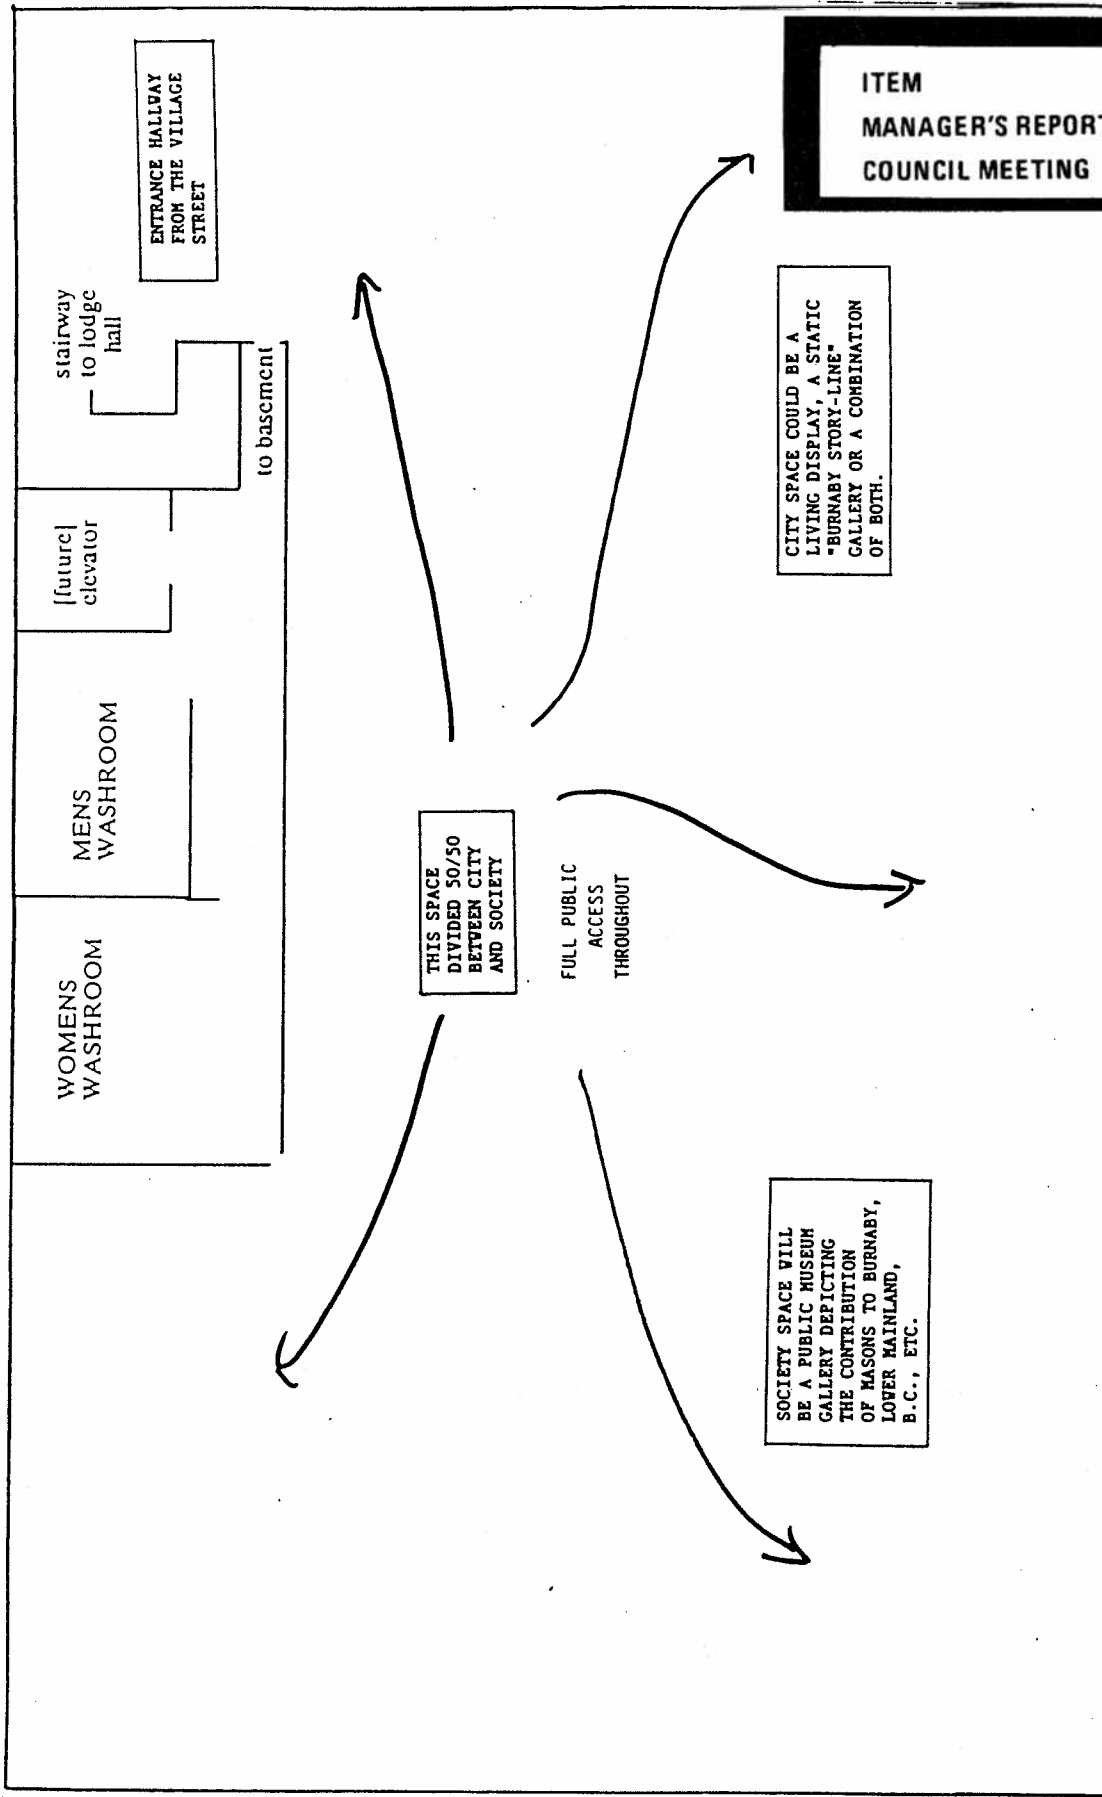 ITEM
MANAGER'S REPORT
COUNCIL MEETING
WOMENS
WASHROOM
MENS
WASHROOM
[future]
elevator
stairway
to lodge
hall
to basement
ENTRANCE HALLWAY
FROM THE VILLAGE
STREET
THIS SPACE
DIVIDED 50/50
BETWEEN CITY
AND SOCIETY
FULL PUBLIC
ACCESS
THROUGHOUT
SOCIETY SPACE WILL
BE A PUBLIC MUSEUM
GALLERY DEPICTING
THE CONTRIBUTION
OF MASONS TO BURNABY,
LOWER MAINLAND,
B.C., ETC.
CITY SPACE COULD BE A
LIVING DISPLAY, A STATIC
"BURNABY STORY-LINE"
GALLERY OR A COMBINATION
OF BOTH.